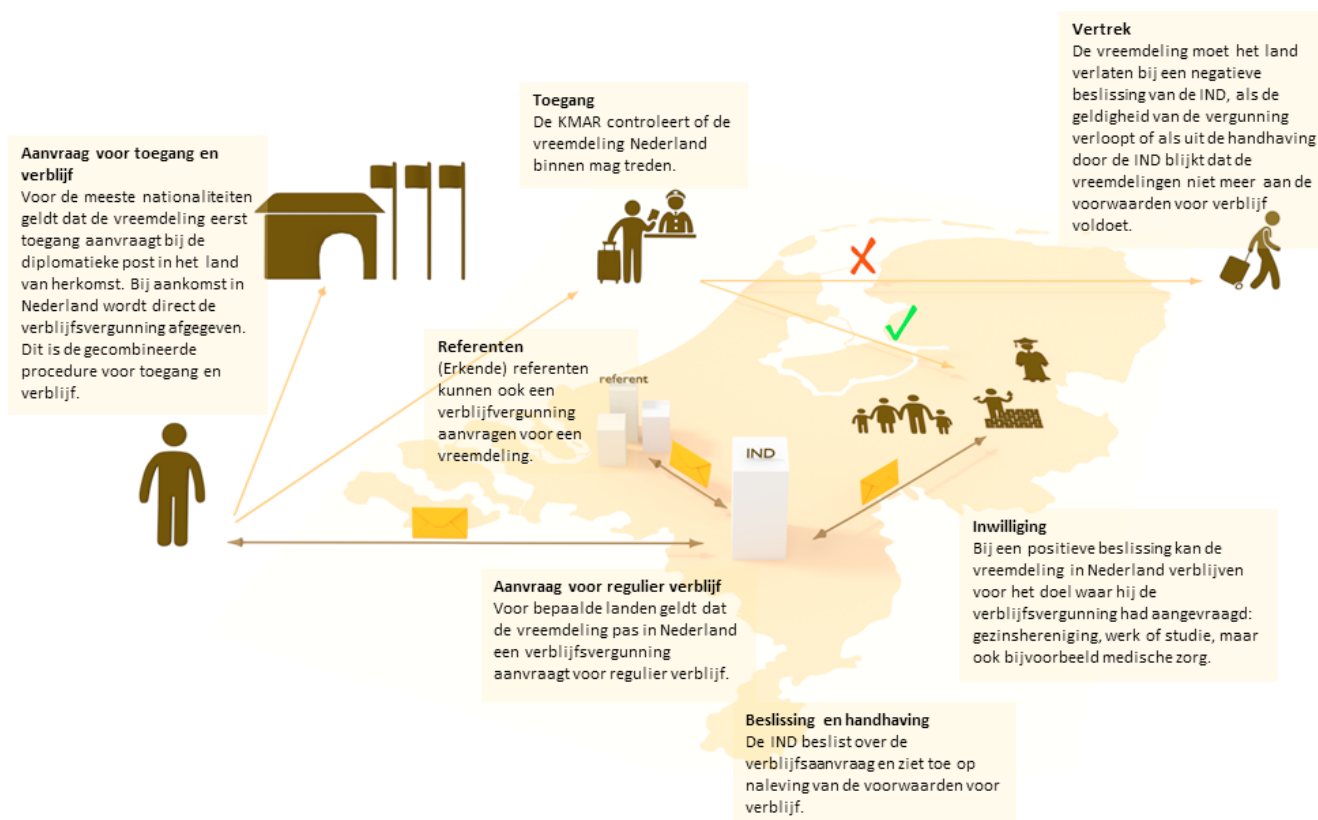 Vertrek
De vreemdeling moet het land
verlaten bij een negatieve
beslissing van de IND, als de
geldigheid van de vergunning
verloopt of als uit de handhaving
door de IND blijkt dat de
vreemdelingen niet meer aan de
voorwaarden voor verblijf
voldoet.
Toegang
De KMAR controleert of de
vreemdeling Nederland
binnen mag treden.
Aanvraag voor toegang en
verblijf
Voor de meeste nationaliteiten
geldt dat de vreemdeling eerst
toegang aanvraagt bij de
diplomatieke post in het land
van herkomst. Bij aankomst in
Nederland wordt direct de
verblijfsvergunning afgegeven.
Dit is de gecombineerde
procedure voor toegang en
verblijf.
Referenten
(Erkende) referenten
kunnen ook een
verblijfvergunning
aanvragen voor een
vreemdeling.
referent
IND
Inwilliging
Bij een positieve beslissing kan de
vreemdeling in Nederland verblijven
voor het doel waar hij de
verblijfsvergunning had aangevraagd:
gezinshereniging, werk of studie, maar
ook bijvoorbeeld medische zorg.
Aanvraag voor regulier verblijf
Voor bepaalde landen geldt dat
de vreemdeling pas in Nederland
een verblijfsvergunning
aanvraagt voor regulier verblijf.
Beslissing en handhaving
De IND beslist over de
verblijfsaanvraag en ziet toe op
naleving van de voorwaarden voor
verblijf.